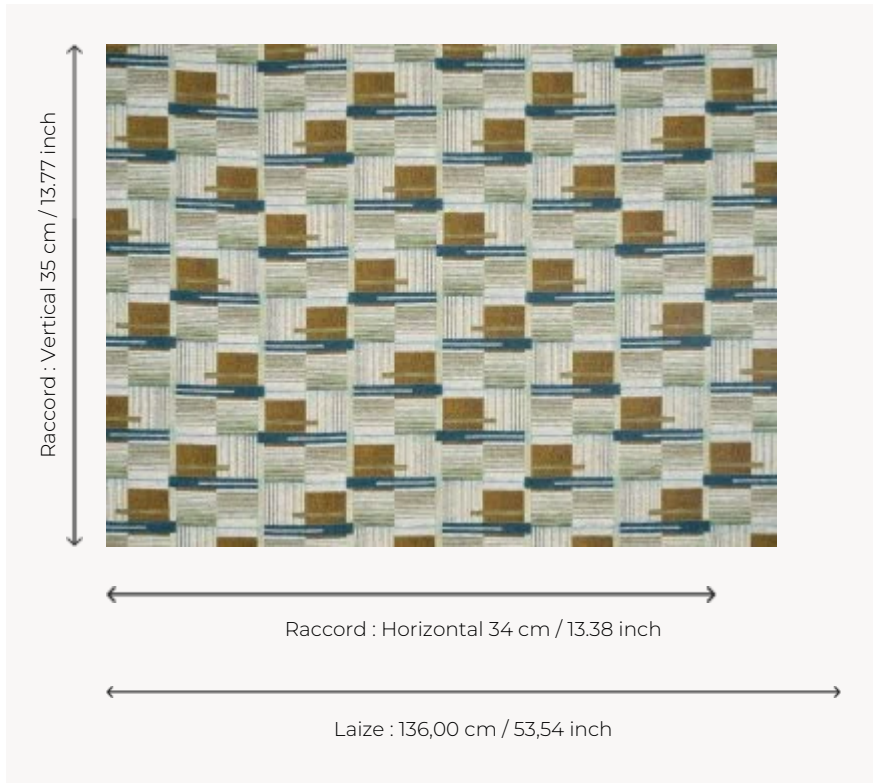 Raccord : Vertical 35 cm / 13.77 inch
Raccord : Horizontal 34 cm / 13.38 inch
Laize : 136,00 cm / 53,54 inch